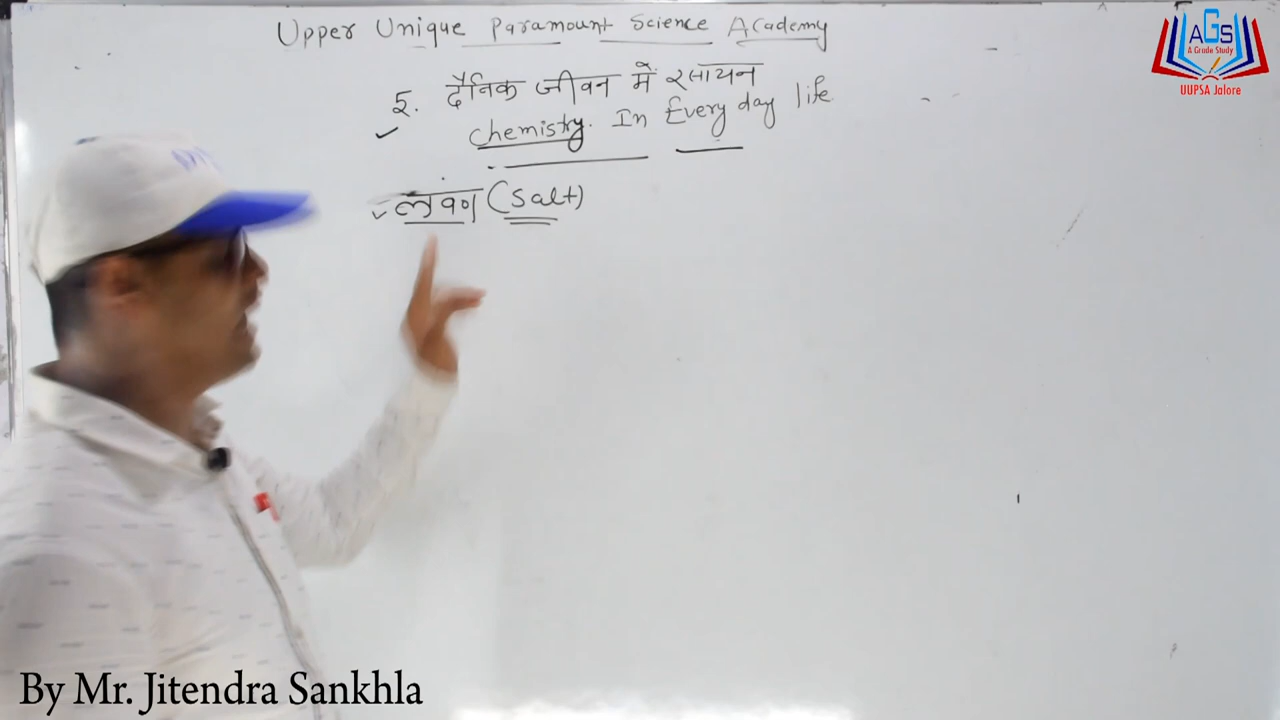 Upper Unique Paramount Science Academy
5. दैनिक जीवन में रसायन
chemistry. In Every day life
लवण (Salt)
AGS
A Grade Study
UUPSA Jalore
By Mr. Jitendra Sankhla